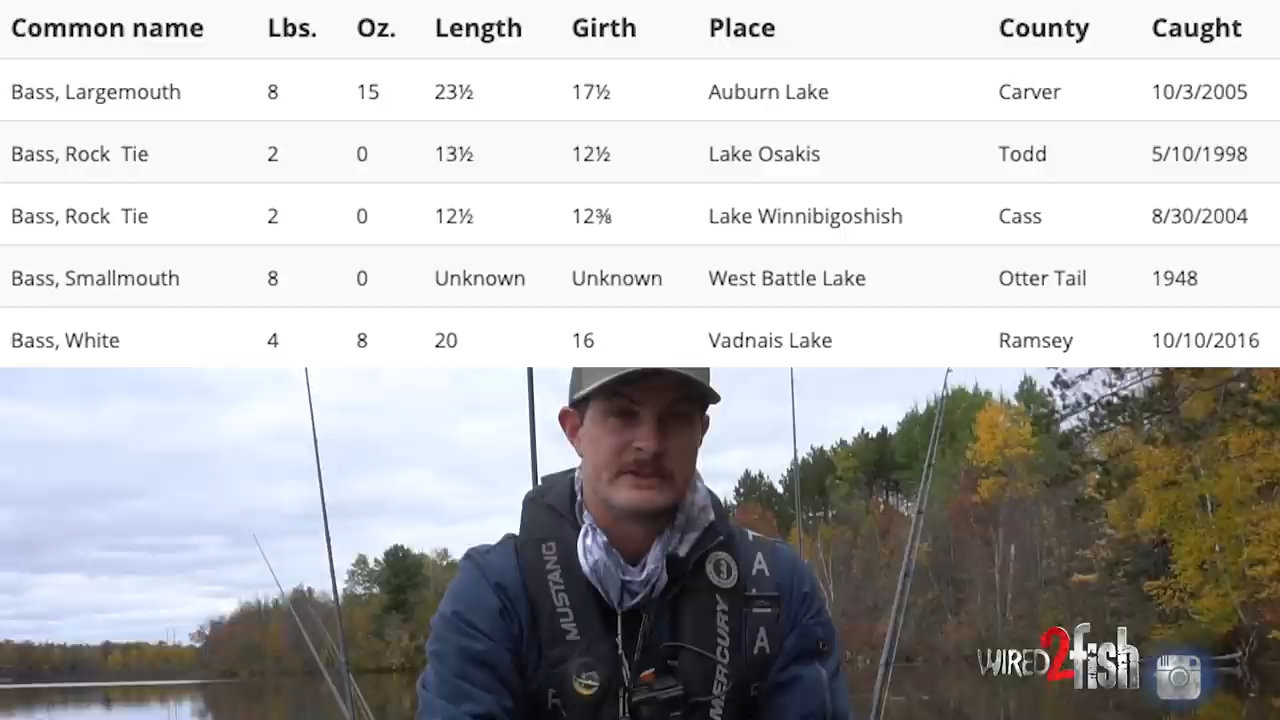 Common name Lbs. Oz. Length Girth Place County Caught
Bass, Largemouth 8 15 23½ 17½ Auburn Lake Carver 10/3/2005
Bass, Rock Tie 2 0 13½ 12½ Lake Osakis Todd 5/10/1998
Bass, Rock Tie 2 0 12½ 12⅜ Lake Winnibigoshish Cass 8/30/2004
Bass, Smallmouth 8 0 Unknown Unknown West Battle Lake Otter Tail 1948
Bass, White 4 8 20 16 Vadnais Lake Ramsey 10/10/2016
MUSTANG
MERCURY
A
A
WIRED2fish